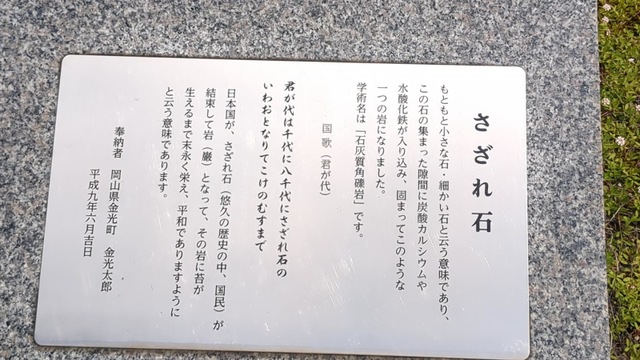 さざれ石
もともと小さな石・細かい石と云う意味であり、
この石の集まった隙間に炭酸カルシウムや
水酸化鉄が入り込み、固まってこのような
一つの岩になりました。
学術名は「石灰質角礫岩」です。
国歌（君が代）
君が代は千代に八千代にさざれ石の
いわおとなりてこけのむすまで
日本国が、さざれ石（悠久の歴史の中、国民）が
結束して岩（巌）となって、その岩に苔が
生えるまで末永く栄え、平和でありますように
と云う意味であります。
奉納者　岡山県金光町　金光太郎
平成九年六月吉日